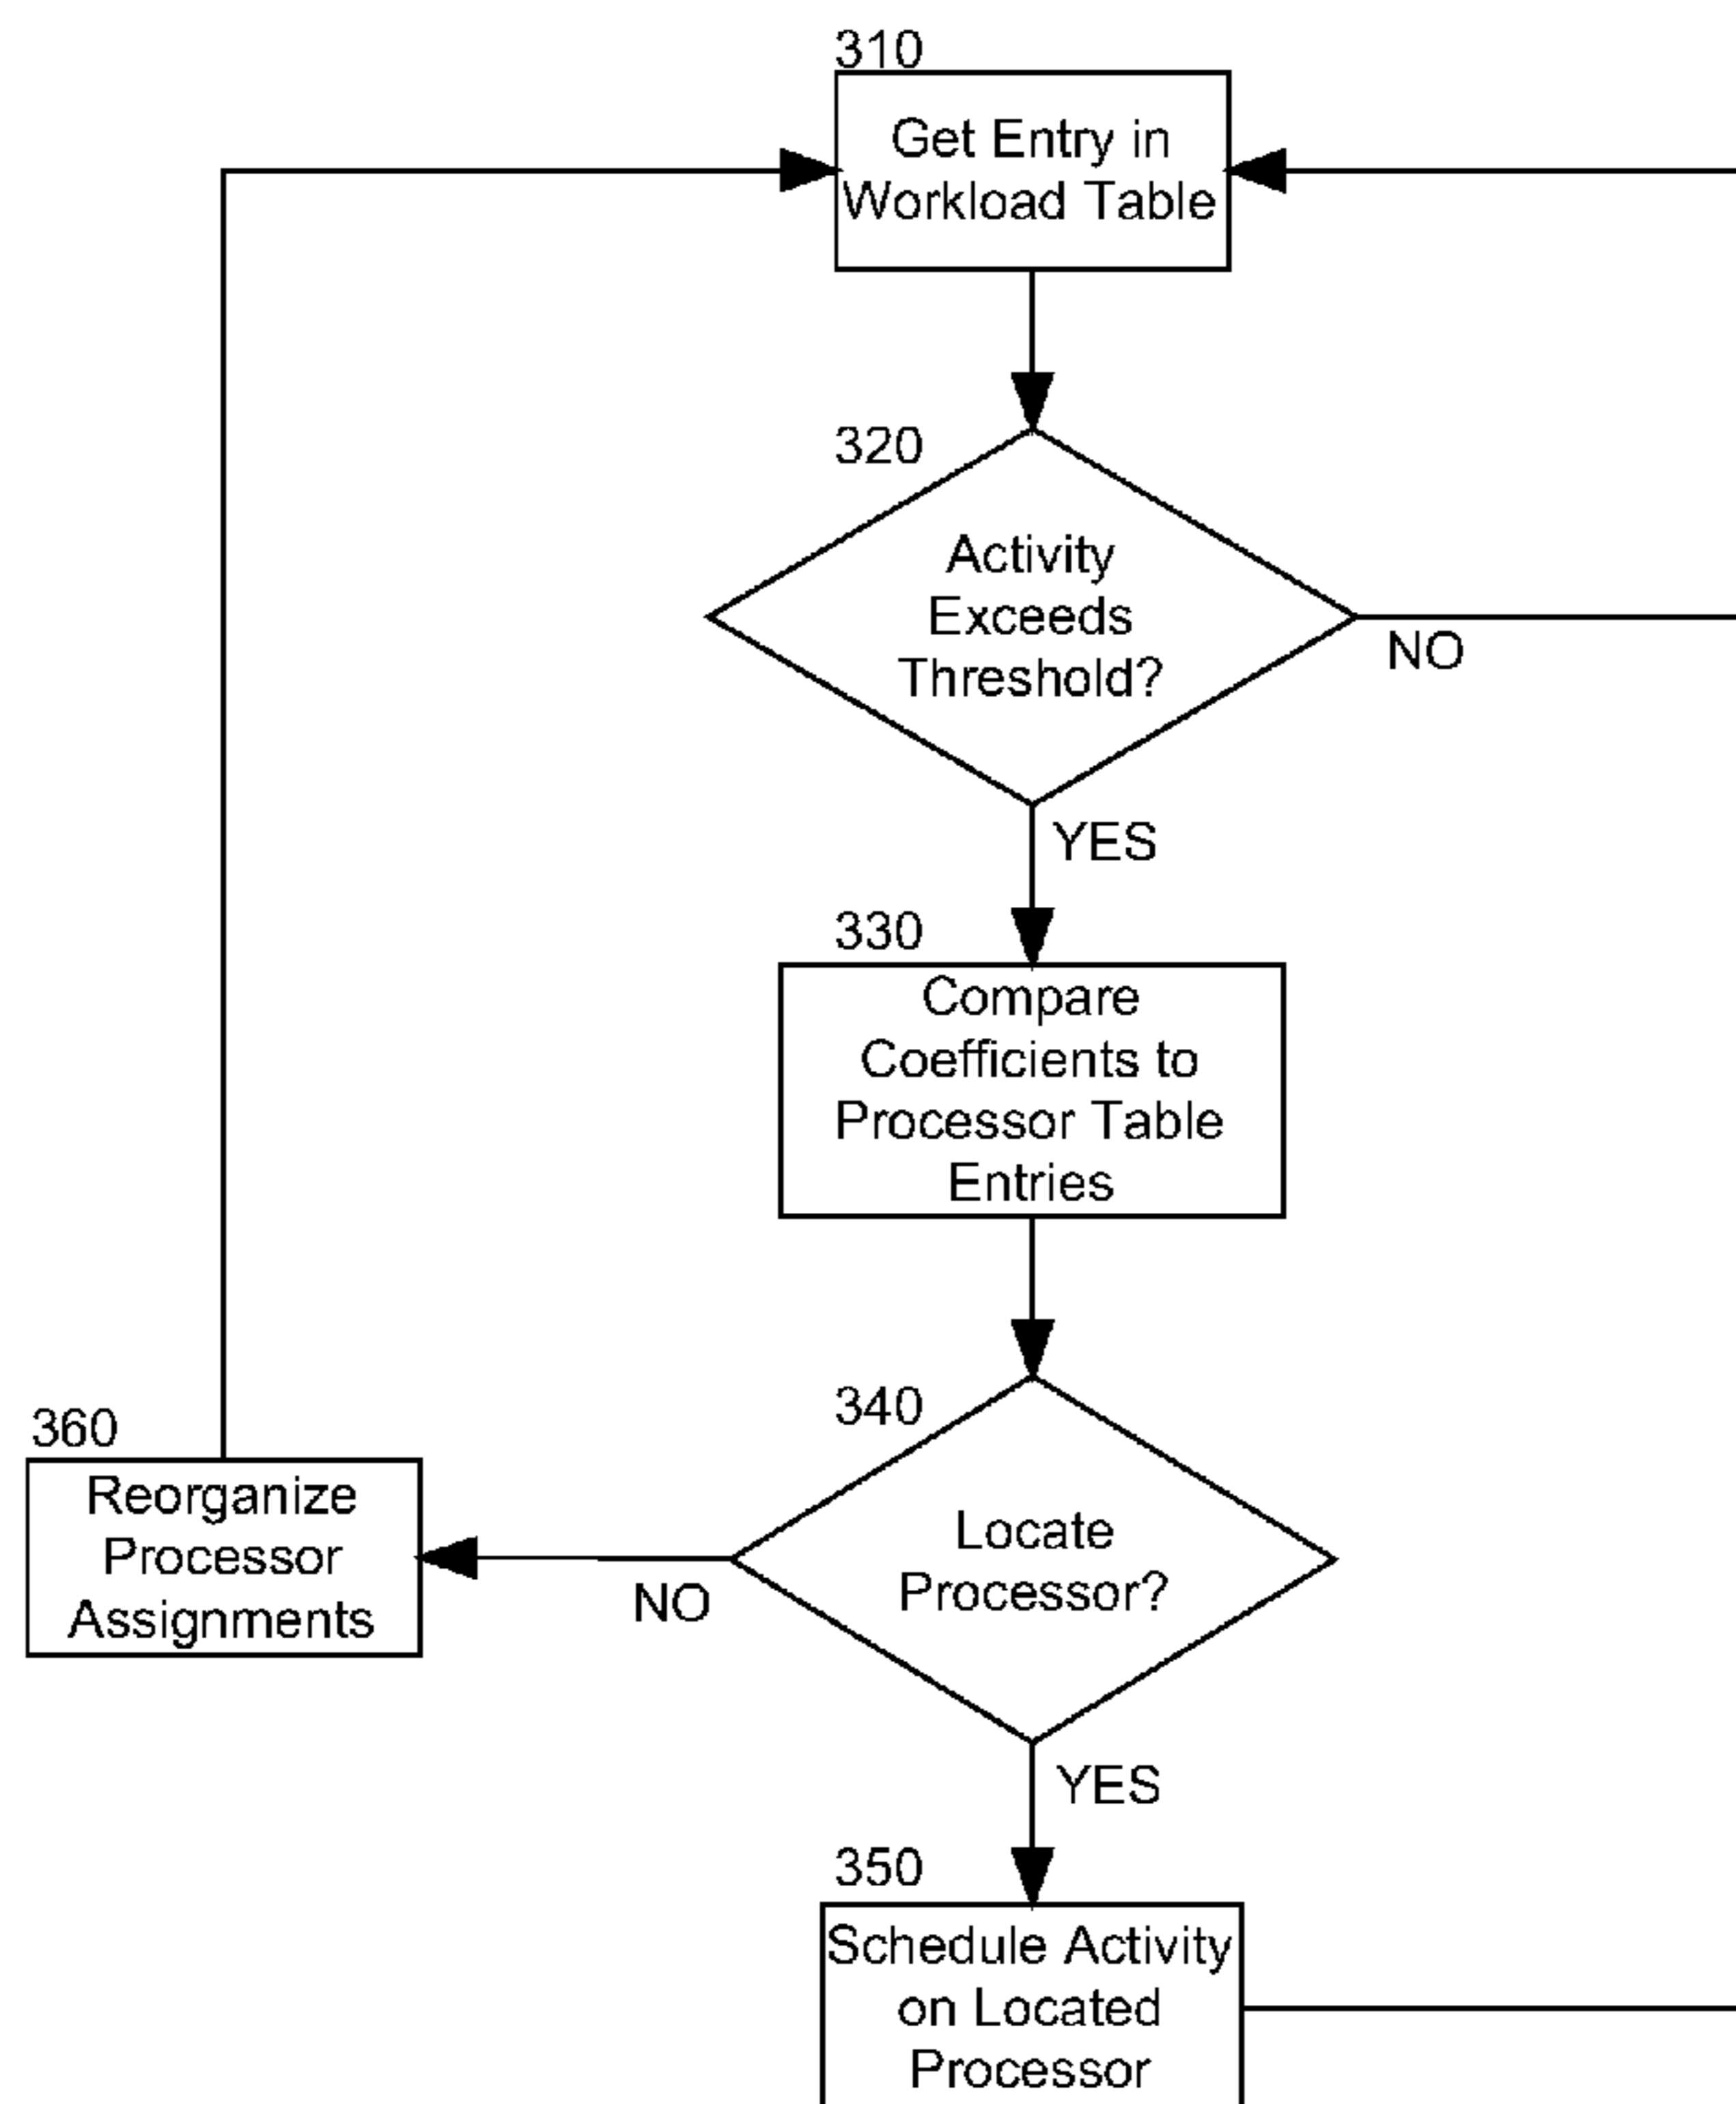 310
Get Entry in
Workload Table
320
Activity
Exceeds
Threshold?
NO
YES
330
Compare
Coefficients to
Processor Table
Entries
340
Locate
Processor?
NO
YES
360
Reorganize
Processor
Assignments
350
Schedule Activity
on Located
Processor